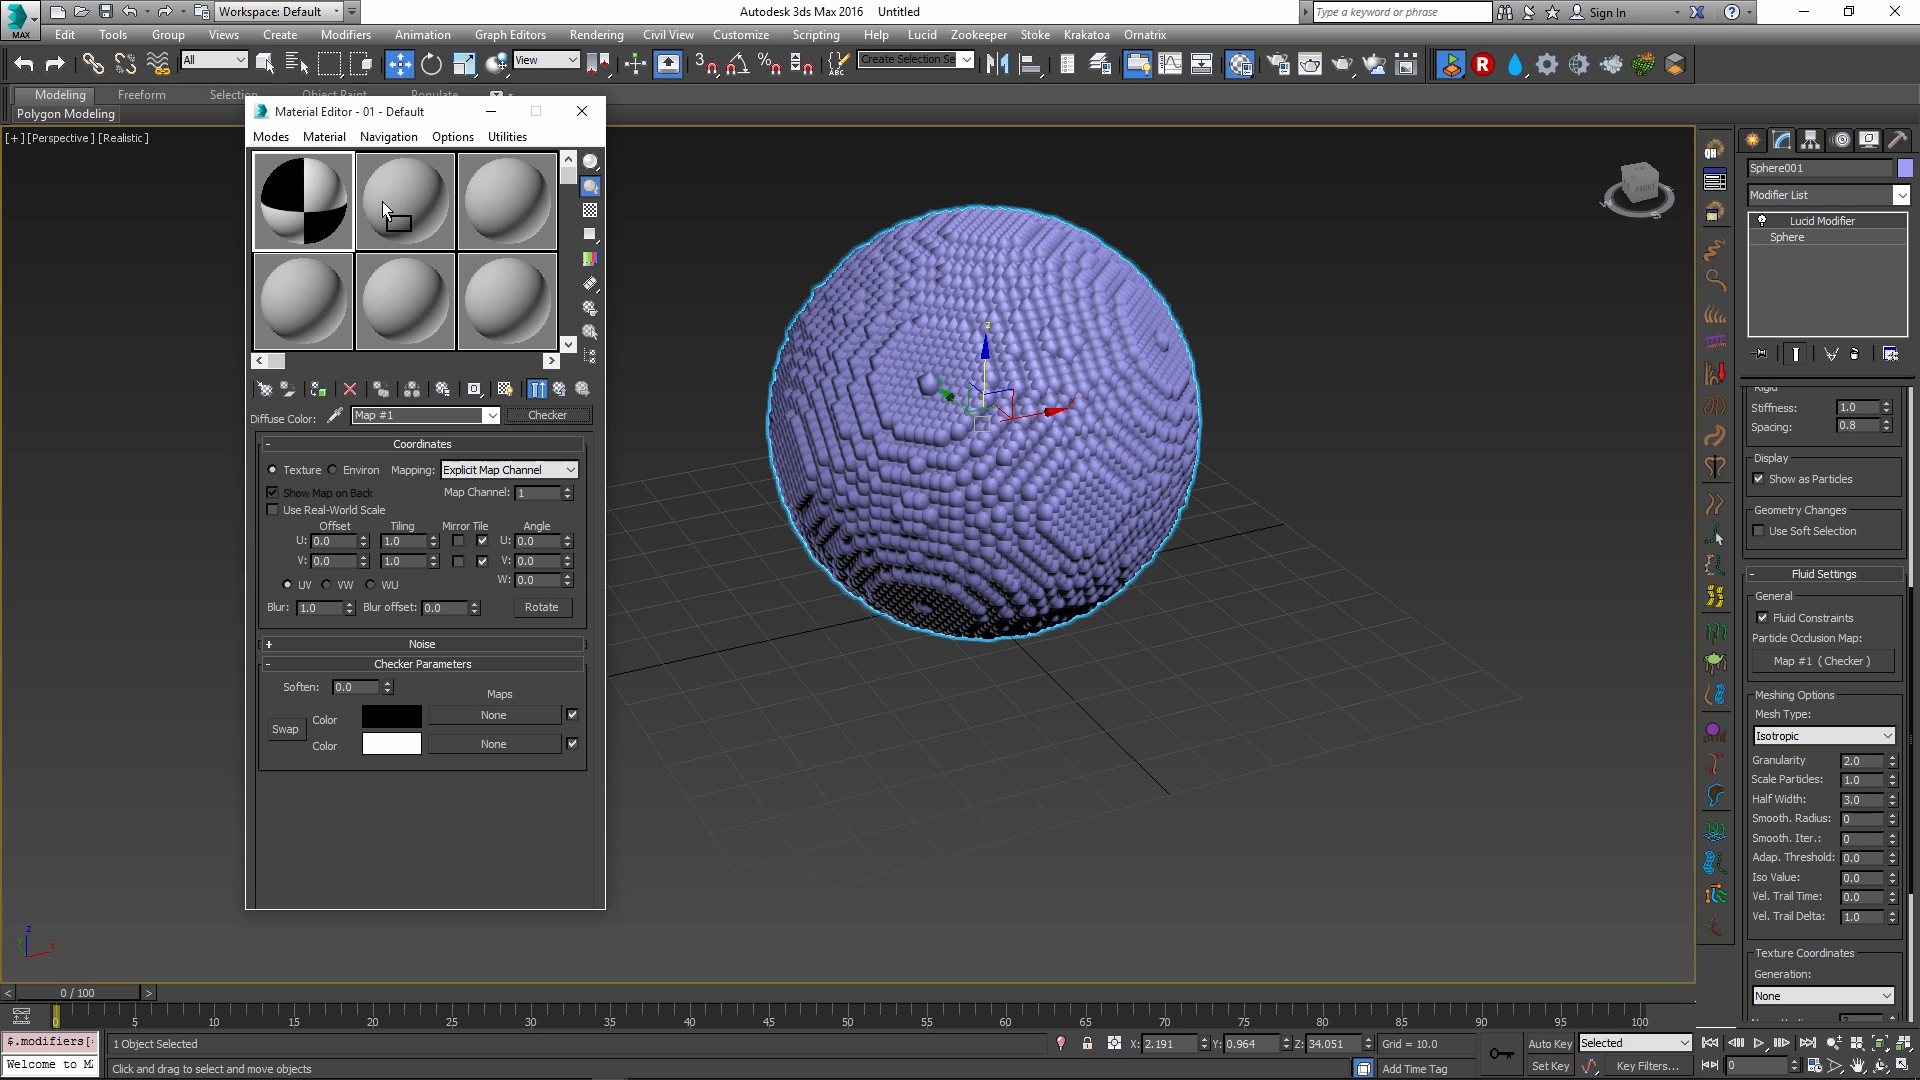 MAX
Workspace: Default
Autodesk 3ds Max 2016 Untitled
Type a keyword or phrase
Sign In
Edit Tools Group Views Create Modifiers Animation Graph Editors Rendering Civil View Customize Scripting Help Lucid Zookeeper Stoke Krakatoa Ornatrix
All
View
3
ABC
Create Selection Se
Modeling Freeform Selection Object Paint Populate
Polygon Modeling
[+] [Perspective] [Realistic]
Material Editor - 01 - Default
Modes Material Navigation Options Utilities
Diffuse Color: Map #1 Checker
- Coordinates
Texture Environ Mapping: Explicit Map Channel
Show Map on Back Map Channel: 1
Use Real-World Scale
Offset Tiling Mirror Tile Angle
U: 0.0 1.0 U: 0.0
V: 0.0 1.0 V: 0.0
W: 0.0
UV VW WU
Blur: 1.0 Blur offset: 0.0 Rotate
+ Noise
- Checker Parameters
Soften: 0.0
Maps
Swap
Color None
Color None
z
x
FRONT
W
S
QH
Sphere001
Modifier List
Lucid Modifier
Sphere
Rigid
Stiffness: 1.0
Spacing: 0.8
Display
Show as Particles
Geometry Changes
Use Soft Selection
- Fluid Settings
General
Fluid Constraints
Particle Occlusion Map:
Map #1 ( Checker )
Meshing Options
Mesh Type:
Isotropic
Granularity 2.0
Scale Particles: 1.0
Half Width: 3.0
Smooth. Radius: 0
Smooth. Iter.: 0
Adap. Threshold: 0.0
Iso Value: 0.0
Vel. Trail Time: 0.0
Vel. Trail Delta: 1.0
Texture Coordinates
Generation:
None
z
y
x
< 0 / 100 >
0 5 10 15 20 25 30 35 40 45 50 55 60 65 70 75 80 85 90 95 100
$.modifiers[
Welcome to M
1 Object Selected
Click and drag to select and move objects
X: 2.191 Y: 0.964 Z: 34.051 Grid = 10.0
Add Time Tag
Auto Key Selected
Set Key Key Filters...
0